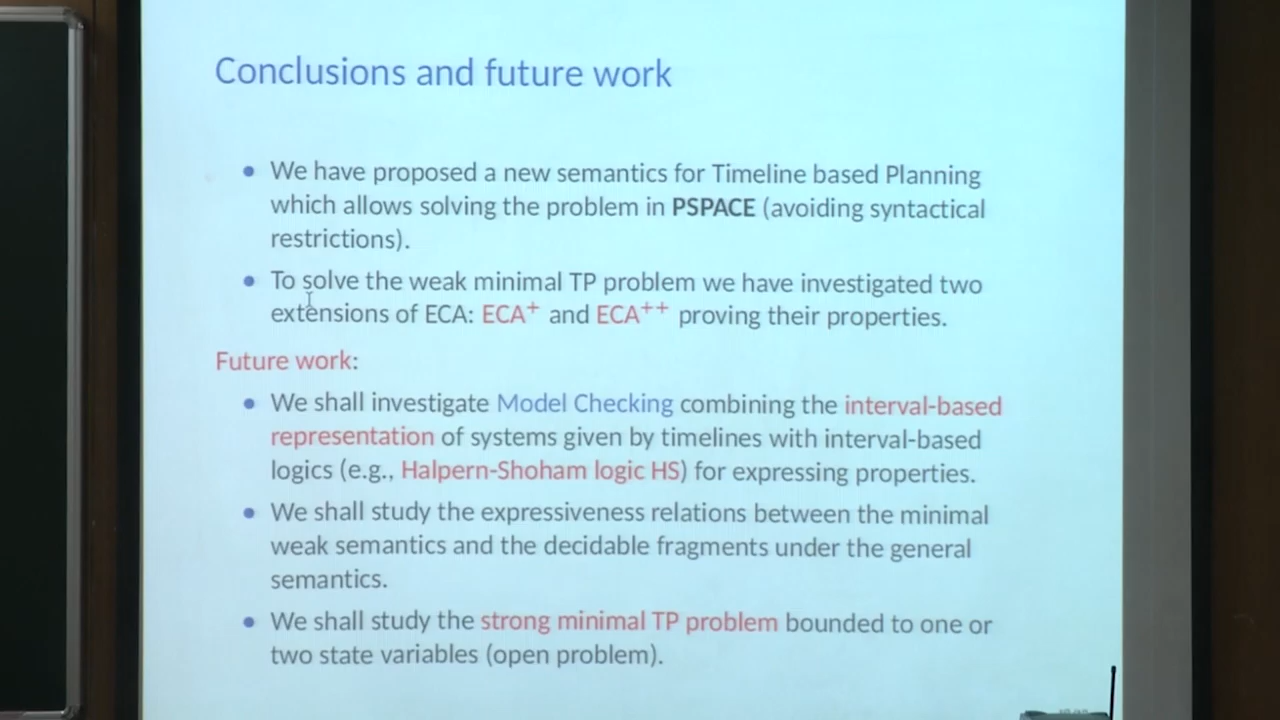 Conclusions and future work
• We have proposed a new semantics for Timeline based Planning
which allows solving the problem in PSPACE (avoiding syntactical
restrictions).
• To solve the weak minimal TP problem we have investigated two
extensions of ECA: ECA⁺ and ECA⁺⁺ proving their properties.
Future work:
• We shall investigate Model Checking combining the interval-based
representation of systems given by timelines with interval-based
logics (e.g., Halpern-Shoham logic HS) for expressing properties.
• We shall study the expressiveness relations between the minimal
weak semantics and the decidable fragments under the general
semantics.
• We shall study the strong minimal TP problem bounded to one or
two state variables (open problem).